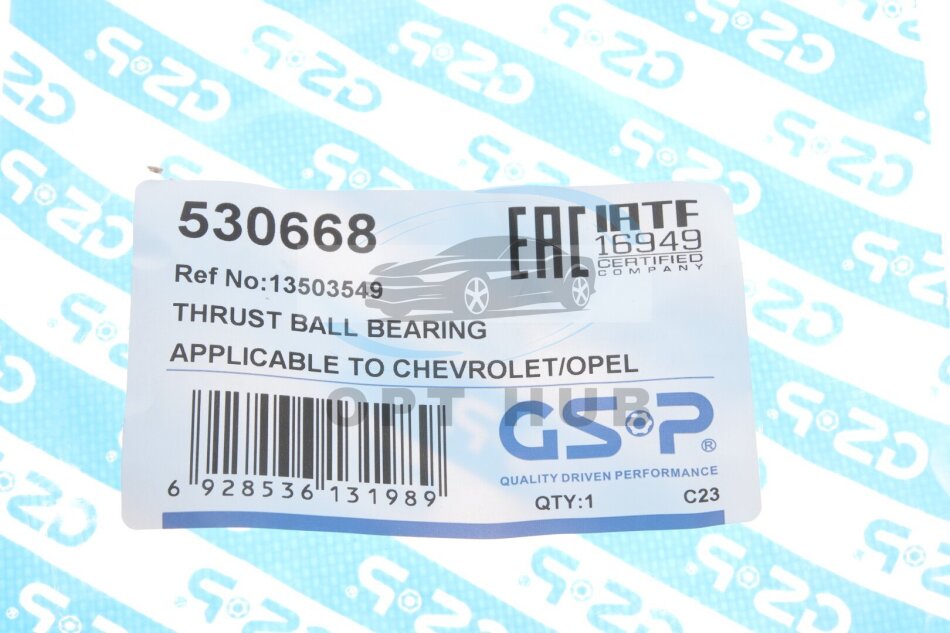 530668
EAC
IATF
16949
CERTIFIED
COMPANY
Ref No:13503549
THRUST BALL BEARING
APPLICABLE TO CHEVROLET/OPEL
OPT HUB
GSP®
QUALITY DRIVEN PERFORMANCE
6 928536 131989
QTY:1 C23